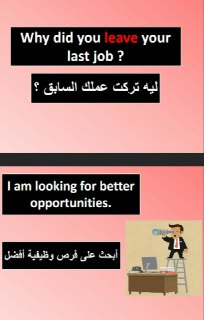 Why did you leave your
last job ?
ليه تركت عملك السابق ؟
I am looking for better
opportunities.
أبحث على فرص وظيفية أفضل